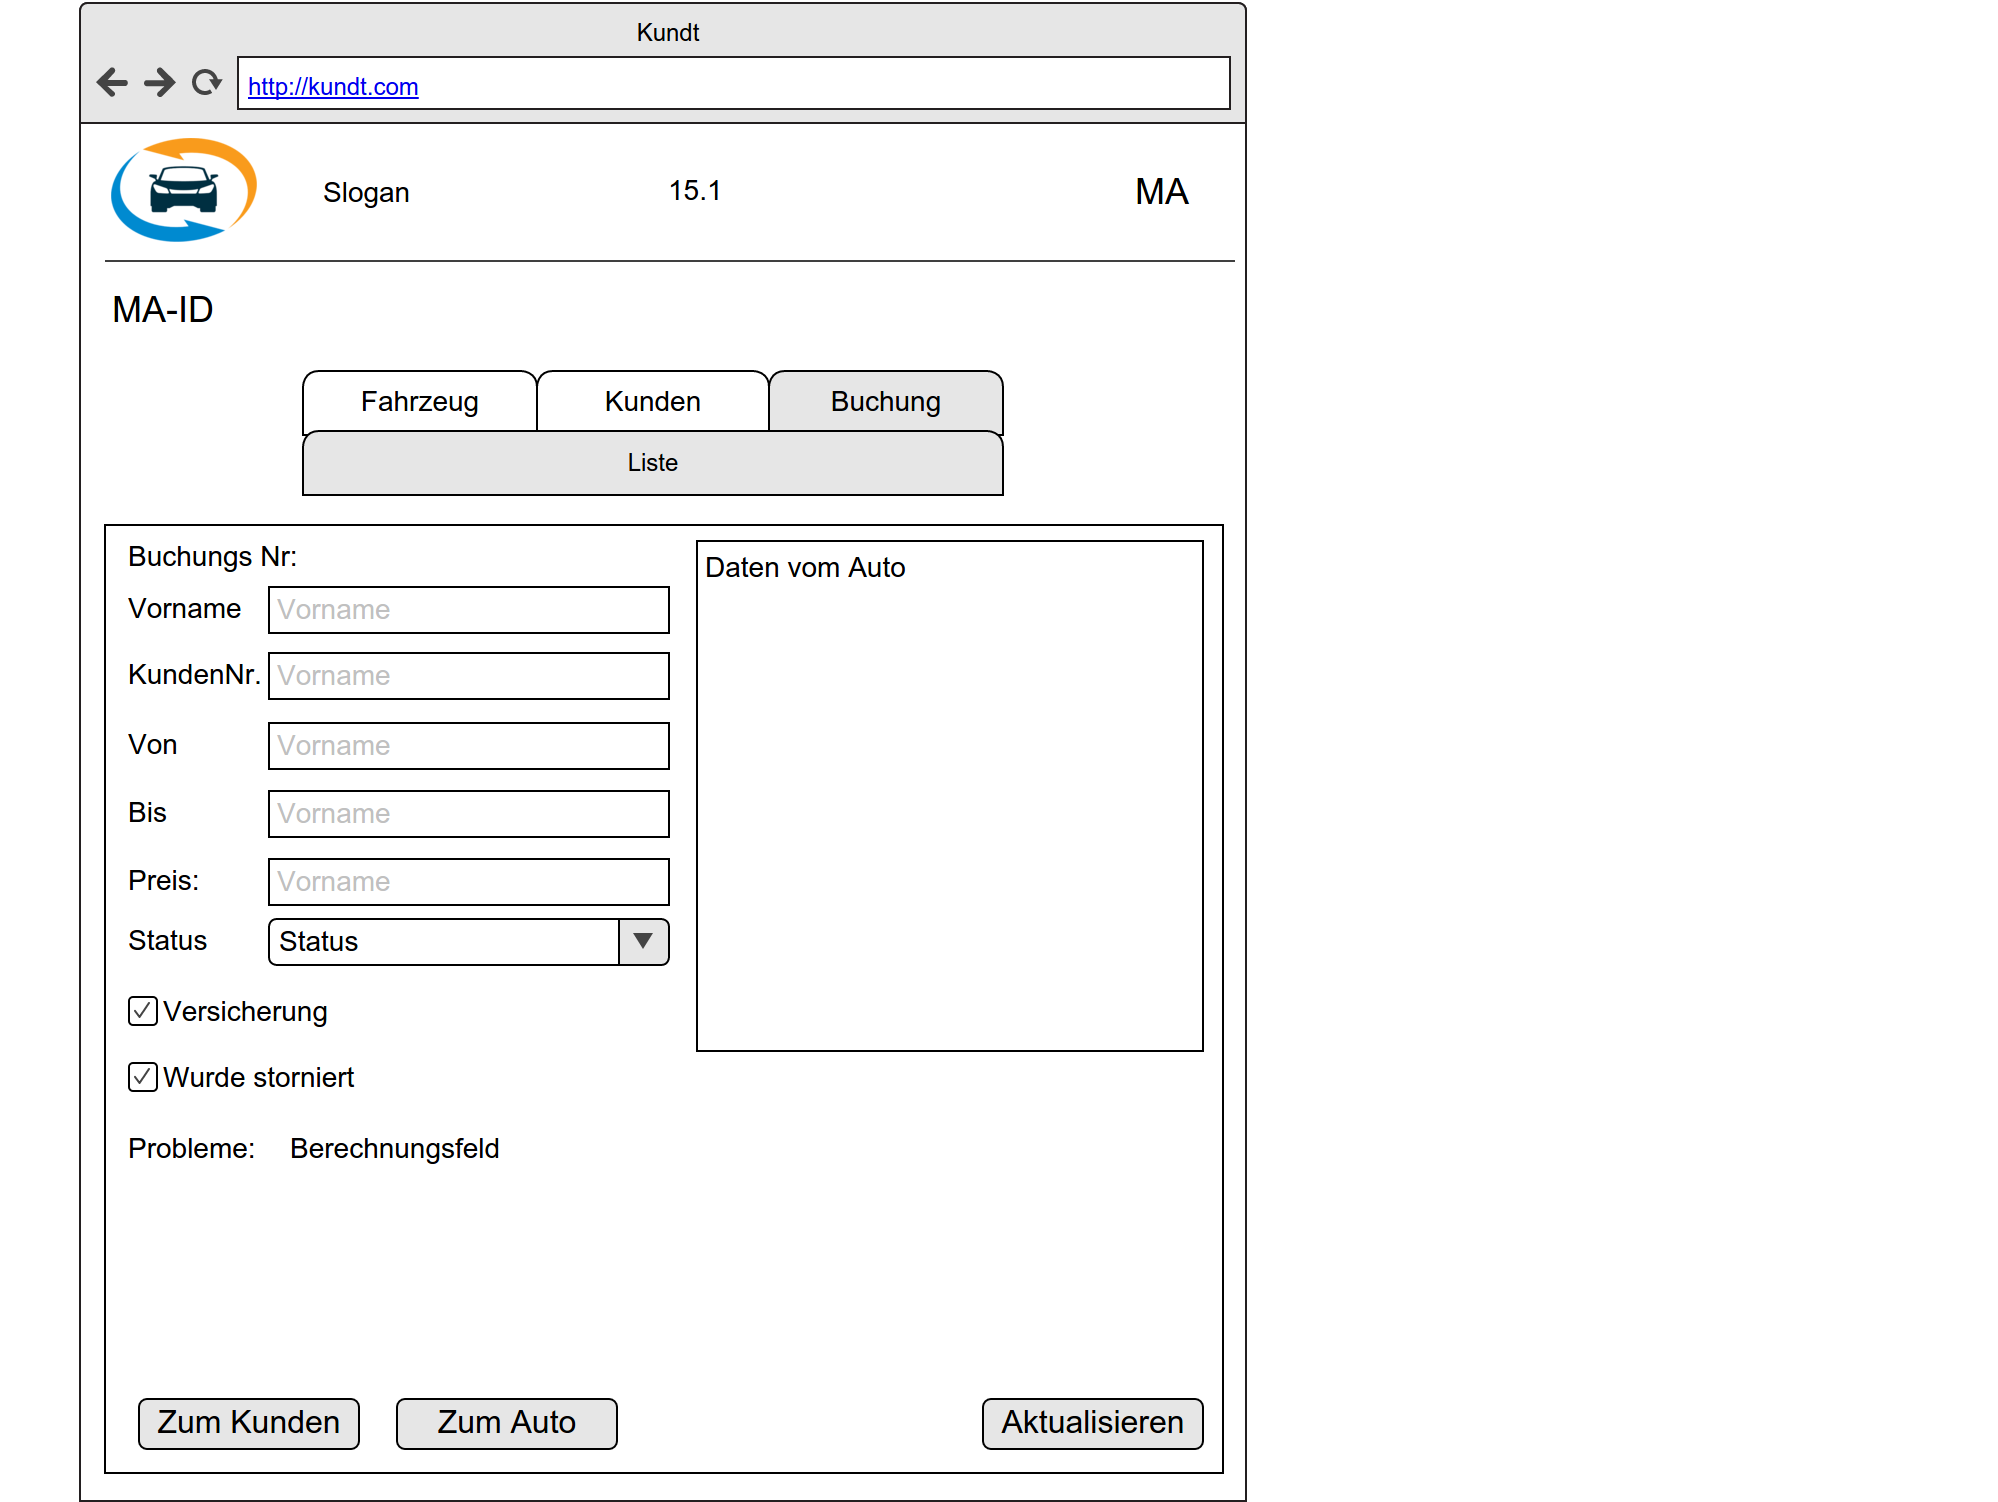 Kundt
http://kundt.com
Slogan
15.1
MA
MA-ID
Fahrzeug
Kunden
Buchung
Liste
Buchungs Nr:
Vorname
Vorname
KundenNr.
Vorname
Von
Vorname
Bis
Vorname
Preis:
Vorname
Status
Status
Versicherung
Wurde storniert
Probleme:
Berechnungsfeld
Daten vom Auto
Zum Kunden
Zum Auto
Aktualisieren